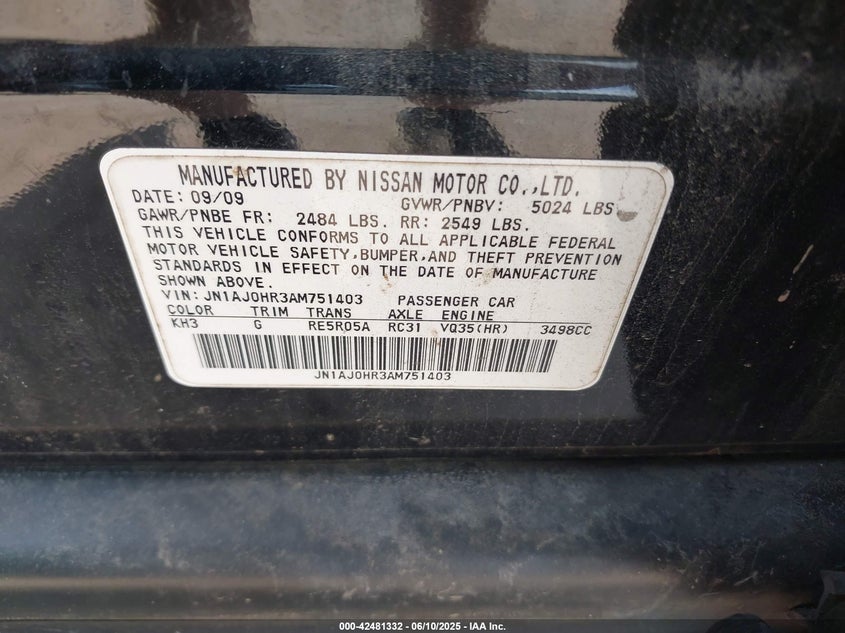 MANUFACTURED BY NISSAN MOTOR CO.,LTD.
DATE: 09/09 GVWR/PNBV: 5024 LBS
GAWR/PNBE FR: 2484 LBS. RR: 2549 LBS.
THIS VEHICLE CONFORMS TO ALL APPLICABLE FEDERAL
MOTOR VEHICLE SAFETY,BUMPER,AND THEFT PREVENTION
STANDARDS IN EFFECT ON THE DATE OF MANUFACTURE
SHOWN ABOVE.
VIN: JN1AJ0HR3AM751403 PASSENGER CAR
COLOR TRIM TRANS AXLE ENGINE
KH3 G RE5R05A RC31 VQ35(HR) 3498CC
JN1AJ0HR3AM751403
000-42481332 - 06/10/2025 - IAA Inc.